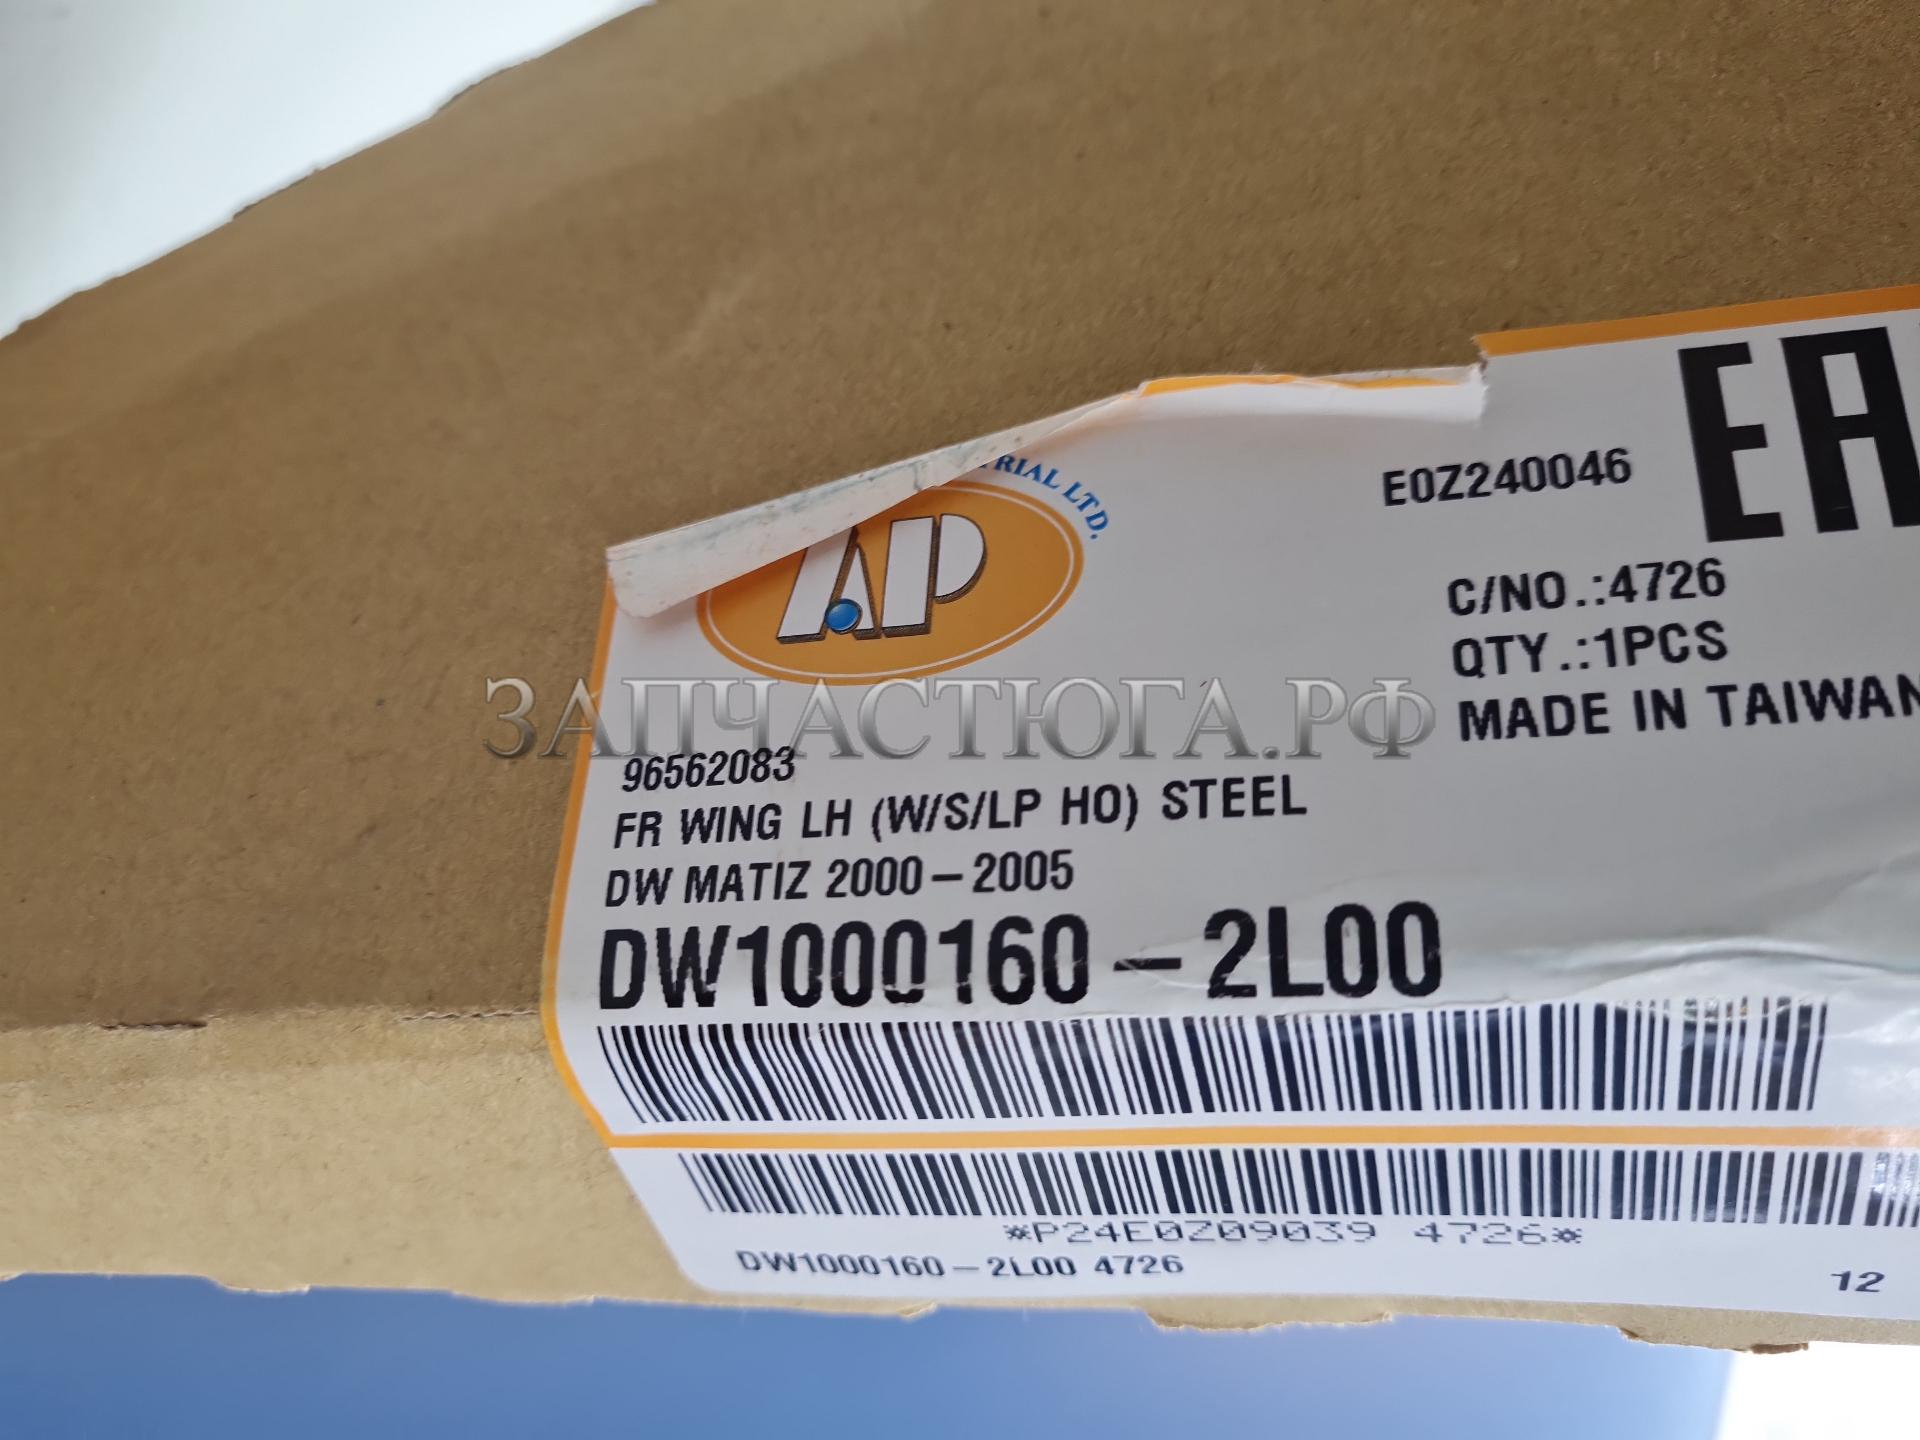 TRIAL LTD.
AP
E0Z240046
EA
C/NO.:4726
QTY.:1PCS
MADE IN TAIWAN
ЗАПЧАСТЮГА.РФ
96562083
FR WING LH (W/S/LP HO) STEEL
DW MATIZ 2000-2005
DW1000160-2L00
*P24E0Z09039 4726*
DW1000160-2L00 4726
12